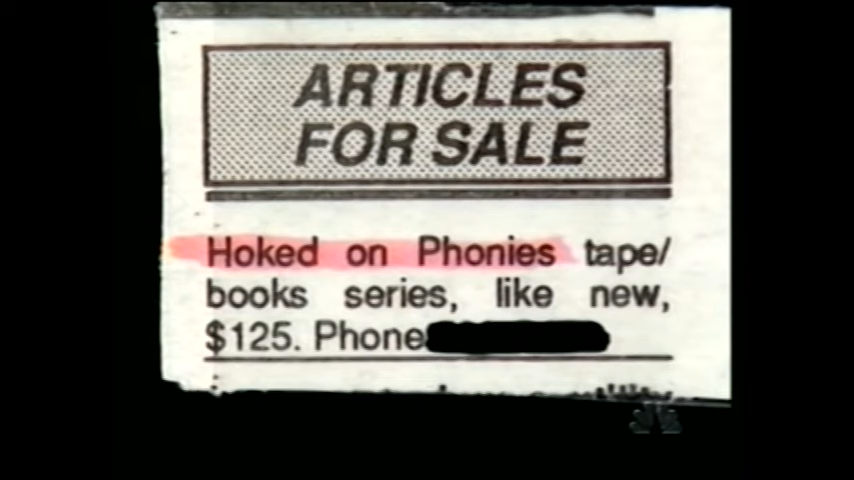 ARTICLES
FOR SALE
Hoked on Phonies tape/
books series, like new,
$125. Phone